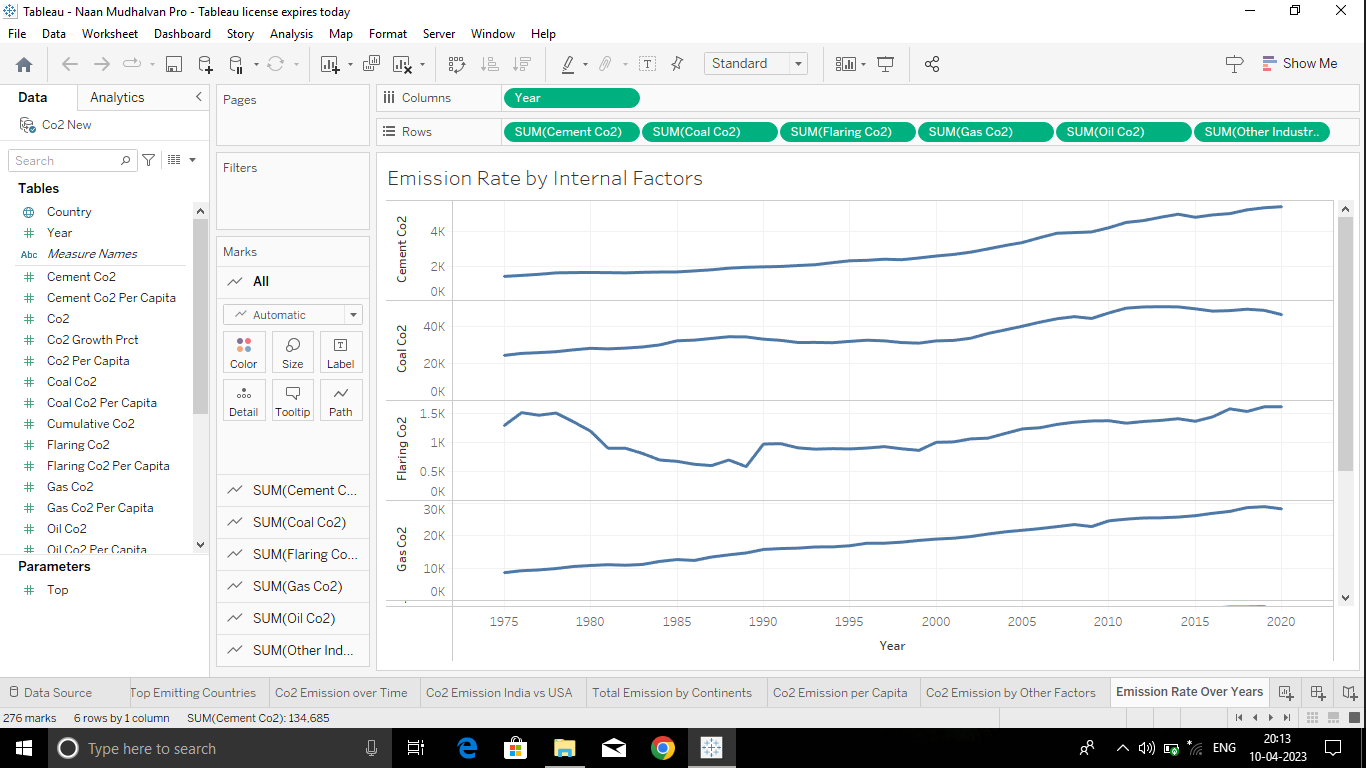 Tableau - Naan Mudhalvan Pro - Tableau license expires today
File Data Worksheet Dashboard Story Analysis Map Format Server Window Help
Standard
Show Me
Data Analytics
Co2 New
Search
Tables
Country
Year
Abc Measure Names
Cement Co2
Cement Co2 Per Capita
Co2
Co2 Growth Prct
Co2 Per Capita
Coal Co2
Coal Co2 Per Capita
Cumulative Co2
Flaring Co2
Flaring Co2 Per Capita
Gas Co2
Gas Co2 Per Capita
Oil Co2
Oil Co2 Per Capita
Parameters
Top
Pages
Filters
Marks
All
Automatic
Color Size Label
Detail Tooltip Path
SUM(Cement C...
SUM(Coal Co2)
SUM(Flaring Co...
SUM(Gas Co2)
SUM(Oil Co2)
SUM(Other Ind...
Columns Year
Rows SUM(Cement Co2) SUM(Coal Co2) SUM(Flaring Co2) SUM(Gas Co2) SUM(Oil Co2) SUM(Other Industr..
Emission Rate by Internal Factors
Cement Co2
4K
2K
0K
Coal Co2
40K
20K
0K
Flaring Co2
1.5K
1K
0.5K
0K
Gas Co2
30K
20K
10K
0K
1975 1980 1985 1990 1995 2000 2005 2010 2015 2020
Year
Data Source Top Emitting Countries Co2 Emission over Time Co2 Emission India vs USA Total Emission by Continents Co2 Emission per Capita Co2 Emission by Other Factors Emission Rate Over Years
276 marks 6 rows by 1 column SUM(Cement Co2): 134,685
Type here to search
ENG
20:13
10-04-2023